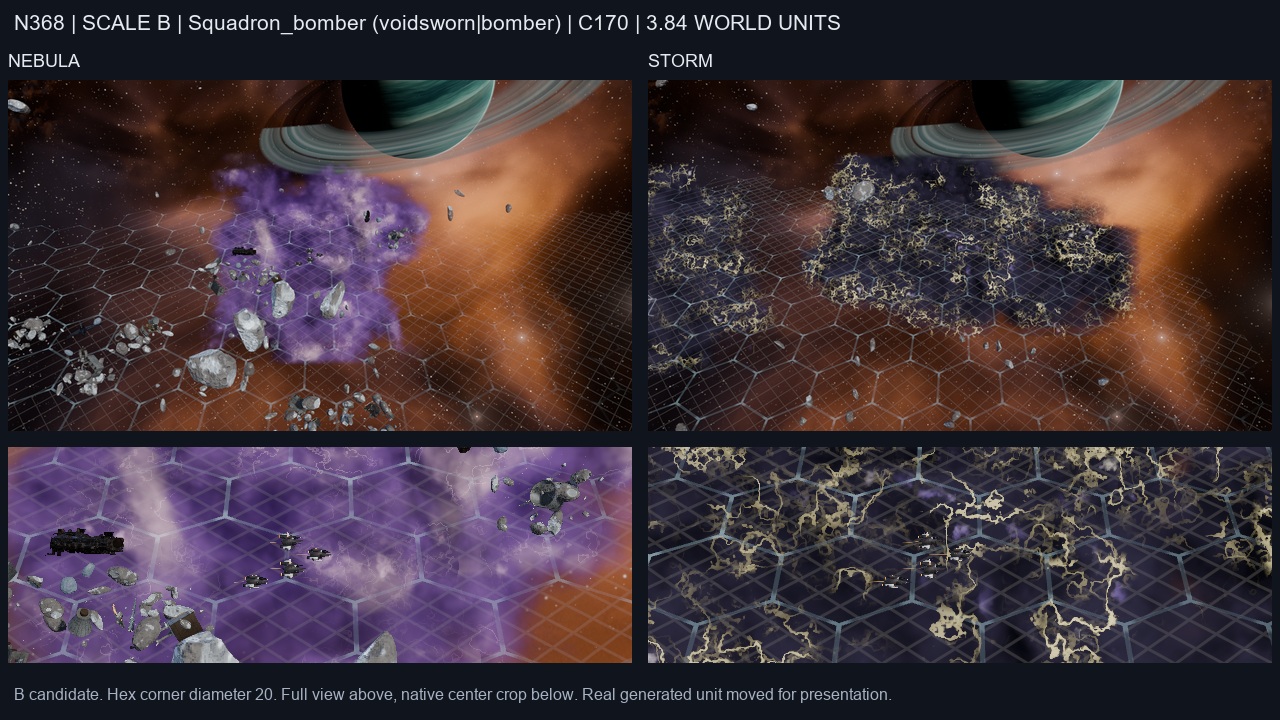 N368 | SCALE B | Squadron_bomber (voidsworn|bomber) | C170 | 3.84 WORLD UNITS
NEBULA
STORM
B candidate. Hex corner diameter 20. Full view above, native center crop below. Real generated unit moved for presentation.